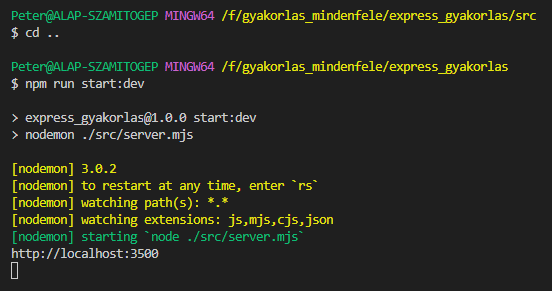 Peter@ALAP-SZAMITOGEP MINGW64 /f/gyakorlas_mindenfele/express_gyakorlas/src
$ cd ..
Peter@ALAP-SZAMITOGEP MINGW64 /f/gyakorlas_mindenfele/express_gyakorlas
$ npm run start:dev
> express_gyakorlas@1.0.0 start:dev
> nodemon ./src/server.mjs
[nodemon] 3.0.2
[nodemon] to restart at any time, enter `rs`
[nodemon] watching path(s): *.*
[nodemon] watching extensions: js,mjs,cjs,json
[nodemon] starting `node ./src/server.mjs`
http://localhost:3500